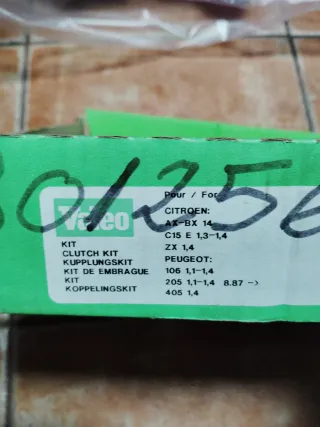 801256
Valeo
KIT
CLUTCH KIT
KUPPLUNGSKIT
KIT DE EMBRAGUE
KIT
KOPPELINGSKIT
Pour / For
CITROEN:
AX-BX 14
C15 E 1,3-1,4
ZX 1,4
PEUGEOT:
106 1,1-1,4
205 1,1-1,4 8.87 ->
405 1,4